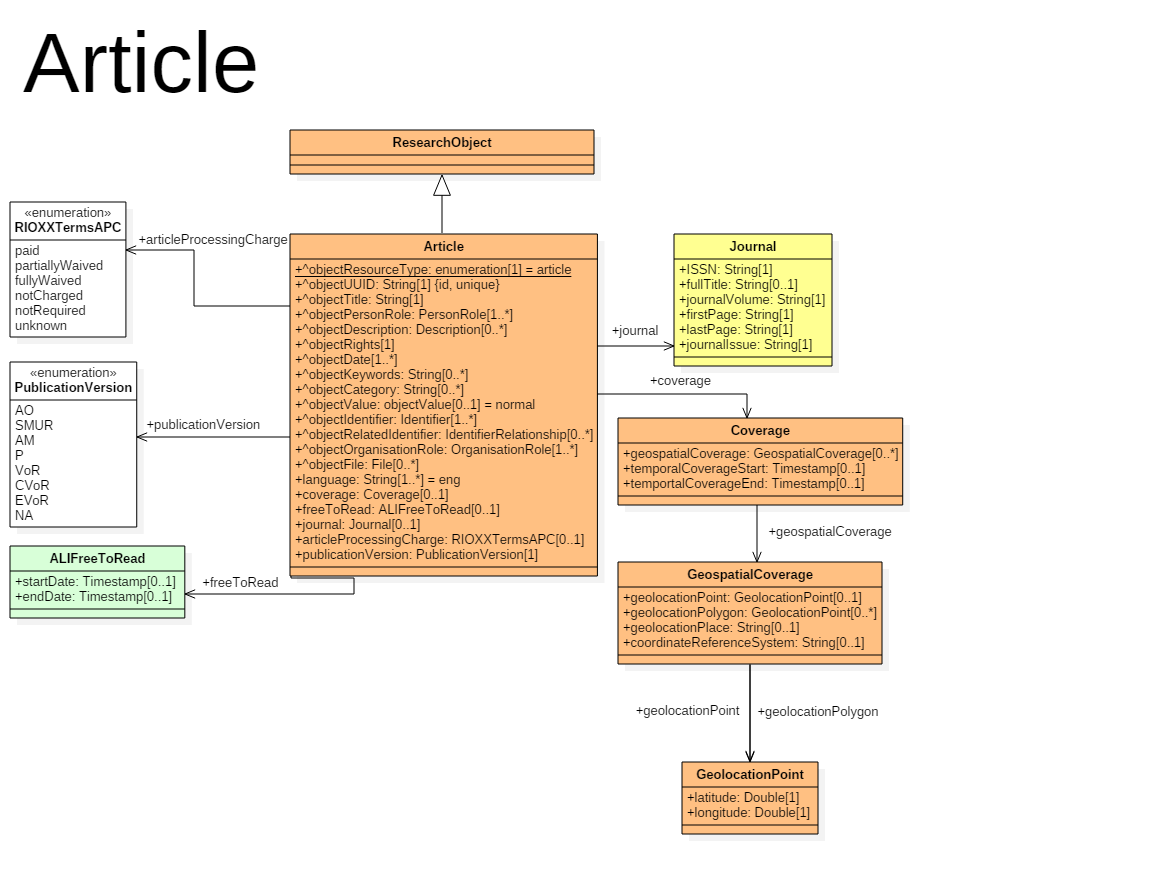 Article
ResearchObject
«enumeration»
RIOXXTermsAPC
paid
partiallyWaived
fullyWaived
notCharged
notRequired
unknown
+articleProcessingCharge
Article
+^objectResourceType: enumeration[1] = article
+^objectUUID: String[1] {id, unique}
+^objectTitle: String[1]
+^objectPersonRole: PersonRole[1..*]
+^objectDescription: Description[0..*]
+^objectRights[1]
+^objectDate[1..*]
+^objectKeywords: String[0..*]
+^objectCategory: String[0..*]
+^objectValue: objectValue[0..1] = normal
+^objectIdentifier: Identifier[1..*]
+^objectRelatedIdentifier: IdentifierRelationship[0..*]
+^objectOrganisationRole: OrganisationRole[1..*]
+^objectFile: File[0..*]
+language: String[1..*] = eng
+coverage: Coverage[0..1]
+freeToRead: ALIFreeToRead[0..1]
+journal: Journal[0..1]
+articleProcessingCharge: RIOXXTermsAPC[0..1]
+publicationVersion: PublicationVersion[1]
+journal
Journal
+ISSN: String[1]
+fullTitle: String[0..1]
+journalVolume: String[1]
+firstPage: String[1]
+lastPage: String[1]
+journalIssue: String[1]
«enumeration»
PublicationVersion
AO
SMUR
AM
P
VoR
CVoR
EVoR
NA
+publicationVersion
+coverage
Coverage
+geospatialCoverage: GeospatialCoverage[0..*]
+temporalCoverageStart: Timestamp[0..1]
+temportalCoverageEnd: Timestamp[0..1]
+geospatialCoverage
ALIFreeToRead
+startDate: Timestamp[0..1]
+endDate: Timestamp[0..1]
+freeToRead
GeospatialCoverage
+geolocationPoint: GeolocationPoint[0..1]
+geolocationPolygon: GeolocationPoint[0..*]
+geolocationPlace: String[0..1]
+coordinateReferenceSystem: String[0..1]
+geolocationPoint
+geolocationPolygon
GeolocationPoint
+latitude: Double[1]
+longitude: Double[1]